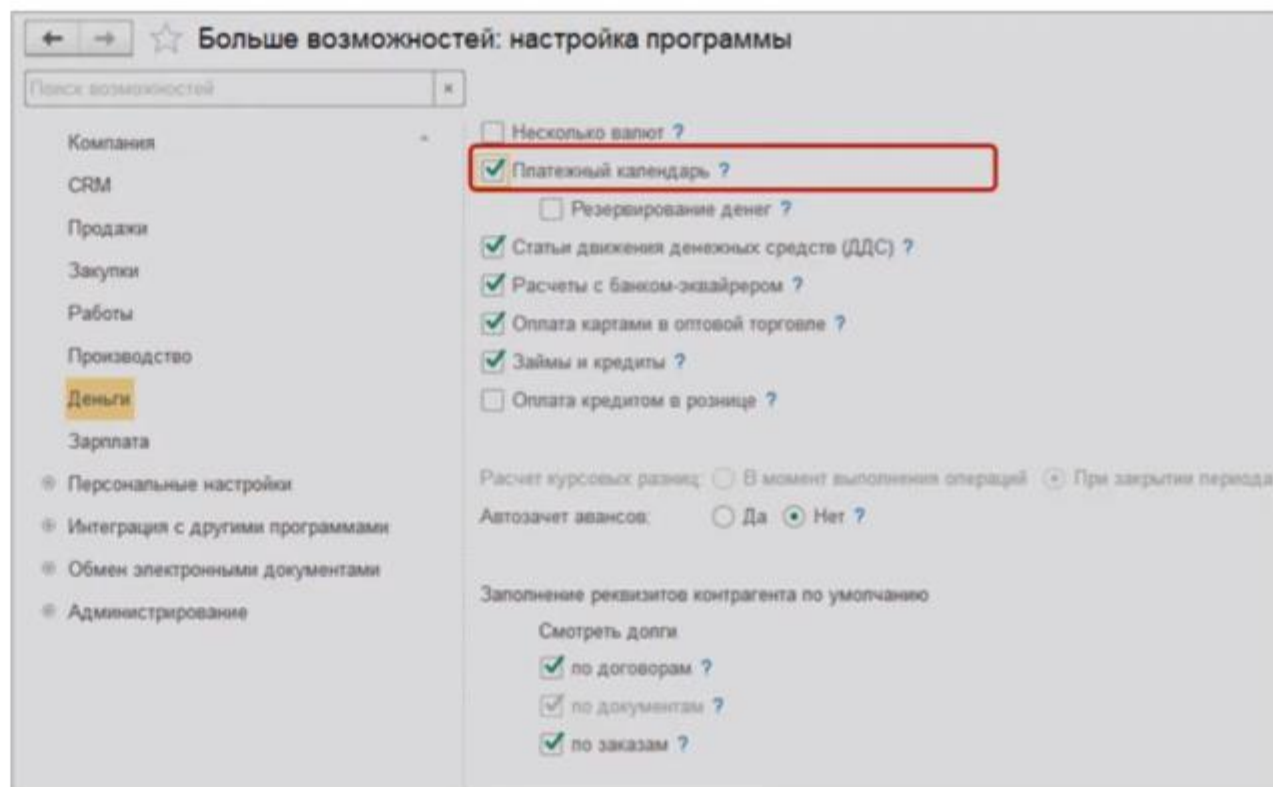 Больше возможностей: настройка программы
Поиск возможностей
Компания
CRM
Продажи
Закупки
Работы
Производство
Деньги
Зарплата
Персональные настройки
Интеграция с другими программами
Обмен электронными документами
Администрирование
Несколько валют ?
Платежный календарь ?
Резервирование денег ?
Статьи движения денежных средств (ДДС) ?
Расчеты с банком-эквайрером ?
Оплата картами в оптовой торговле ?
Займы и кредиты ?
Оплата кредитом в рознице ?
Расчет курсовых разниц: В момент выполнения операций При закрытии периода
Автозачет авансов: Да Нет ?
Заполнение реквизитов контрагента по умолчанию
Смотреть долги
по договорам ?
по документам ?
по заказам ?